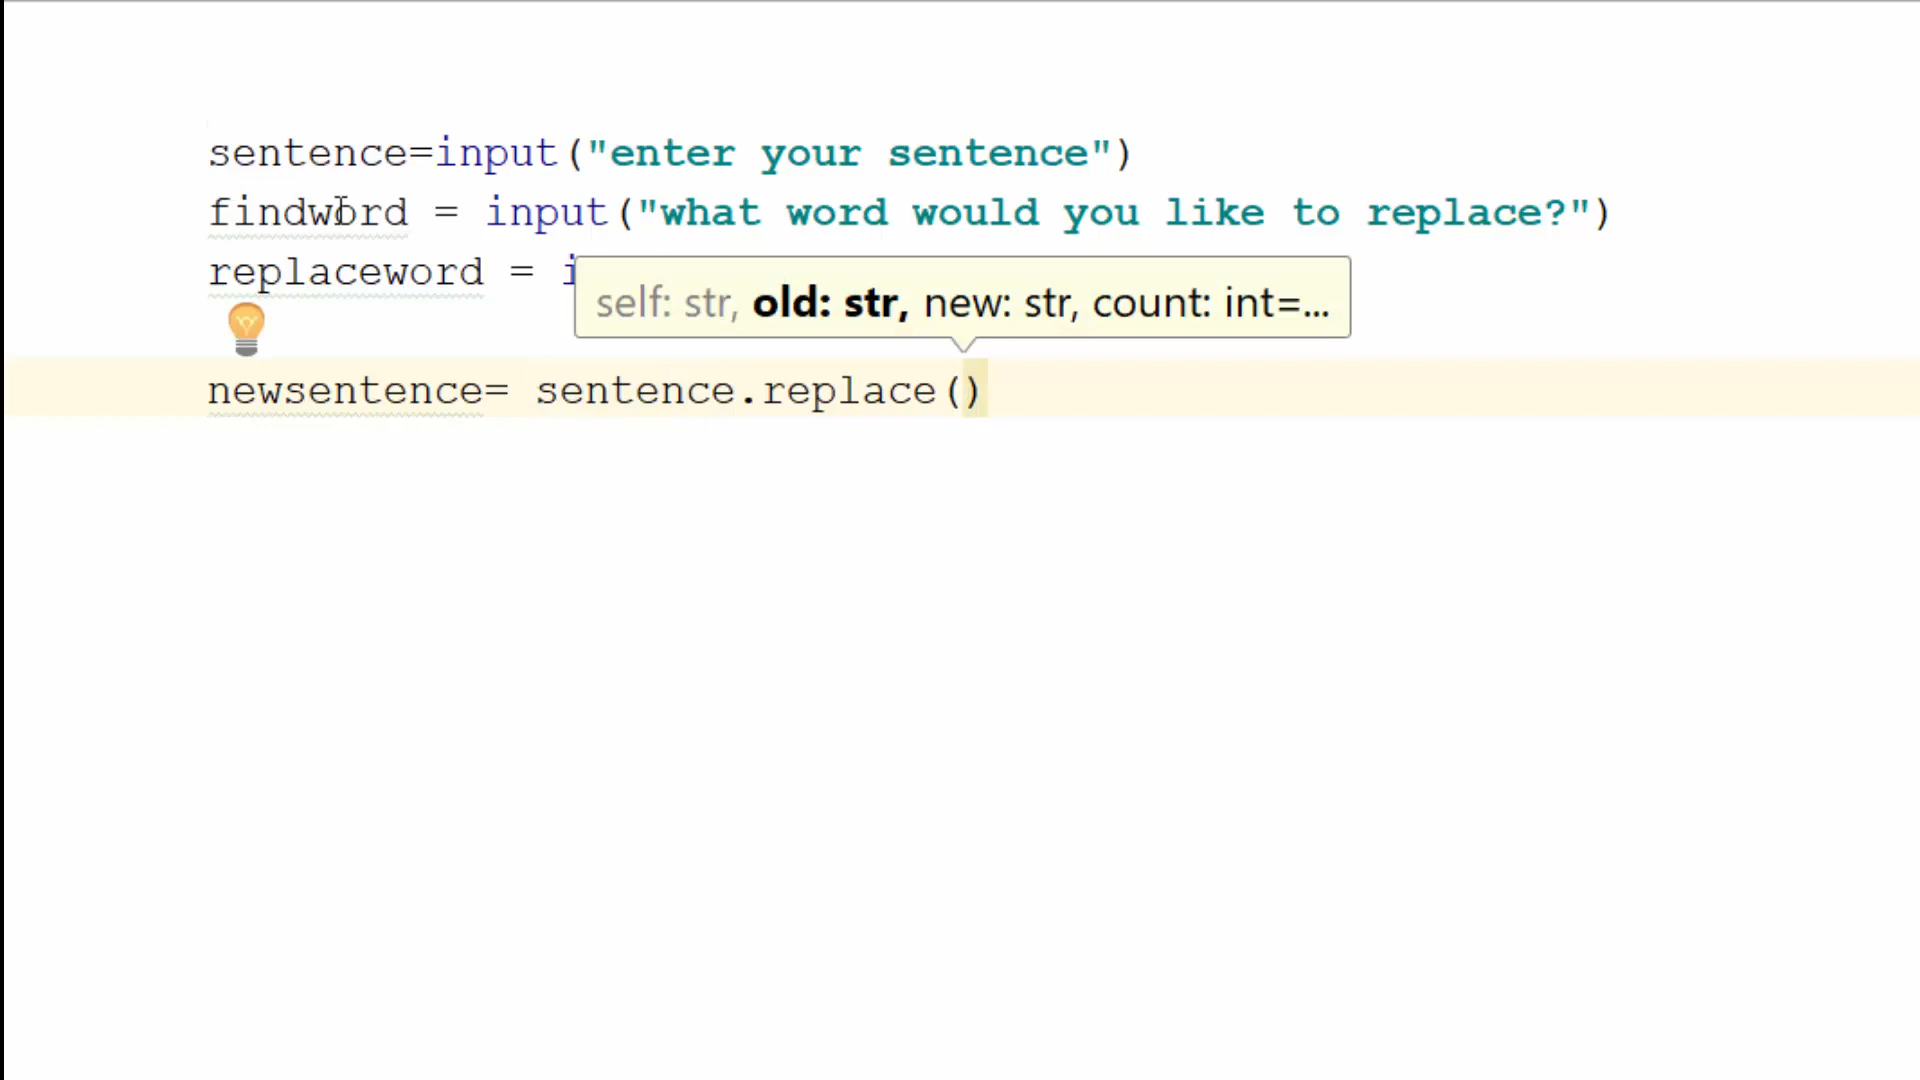 sentence=input("enter your sentence")
findword = input("what word would you like to replace?")
replaceword = i
self: str, old: str, new: str, count: int=...
newsentence= sentence.replace()